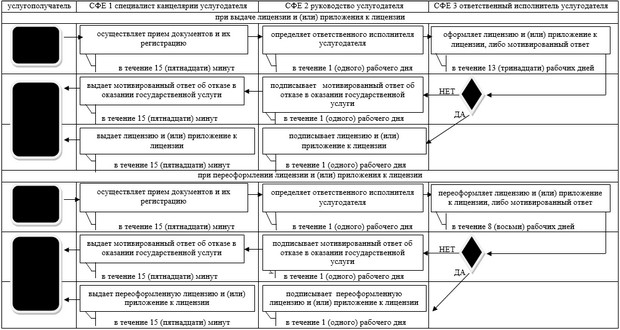 услугополучатель
СФЕ 1 специалист канцелярии услугодателя
СФЕ 2 руководство услугодателя
СФЕ 3 ответственный исполнитель услугодателя
при выдаче лицензии и (или) приложения к лицензии
осуществляет прием документов и их
регистрацию
в течение 15 (пятнадцати) минут
определяет ответственного исполнителя
услугодателя
в течение 1 (одного) рабочего дня
оформляет лицензию и (или) приложение к
лицензии, либо мотивированный ответ
в течение 13 (тринадцати) рабочих дней
выдает мотивированный ответ об отказе в
оказании государственной услуги
в течение 15 (пятнадцати) минут
подписывает мотивированный ответ об
отказе в оказании государственной
услуги
в течение 1 (одного) рабочего дня
НЕТ
ДА
выдает лицензию и (или) приложение к
лицензии
в течение 15 (пятнадцати) минут
подписывает лицензию и (или)
приложение к лицензии
в течение 1 (одного) рабочего дня
при переоформлении лицензии и (или) приложения к лицензии
осуществляет прием документов и их
регистрацию
в течение 15 (пятнадцати) минут
определяет ответственного исполнителя
услугодателя
в течение 1 (одного) рабочего дня
переоформляет лицензию и (или) приложение
к лицензии, либо мотивированный ответ
в течение 8 (восьми) рабочих дней
выдает мотивированный ответ об отказе в
оказании государственной услуги
в течение 15 (пятнадцати) минут
подписывает мотивированный ответ об отказе
в оказании государственной
услуги
в течение 1 (одного) рабочего дня
НЕТ
ДА
выдает переоформленную лицензию и (или)
приложение к лицензии
в течение 15 (пятнадцати) минут
подписывает переоформленную
лицензию и (или) приложение к лицензии
в течение 1 (одного) рабочего дня